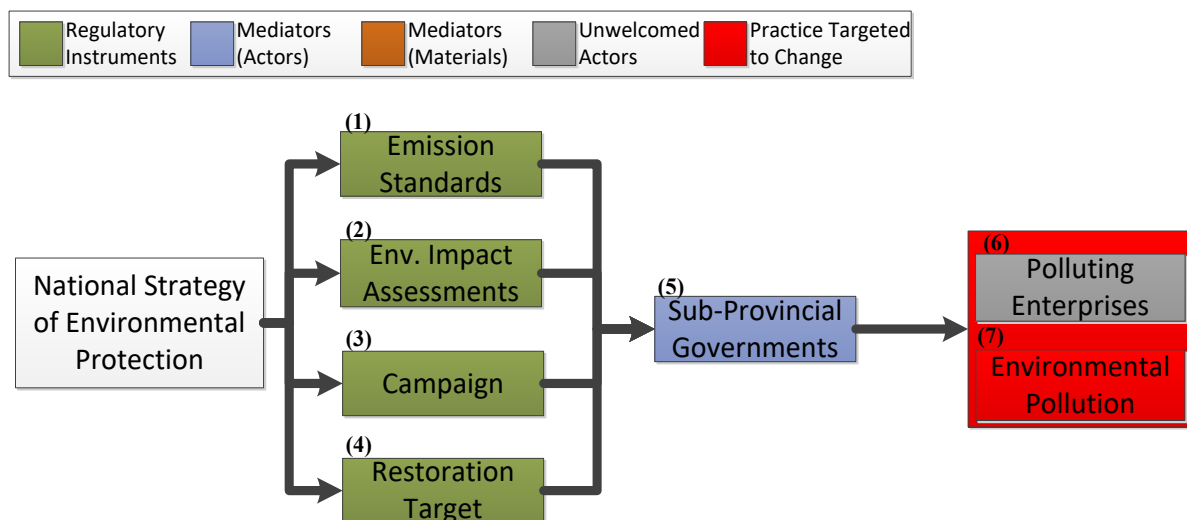 Regulatory
Instruments
Mediators
(Actors)
Mediators
(Materials)
Unwelcomed
Actors
Practice Targeted
to Change
National Strategy
of Environmental
Protection
(1)
Emission
Standards
(2)
Env. Impact
Assessments
(3)
Campaign
(4)
Restoration
Target
(5)
Sub-Provincial
Governments
(6)
Polluting
Enterprises
(7)
Environmental
Pollution